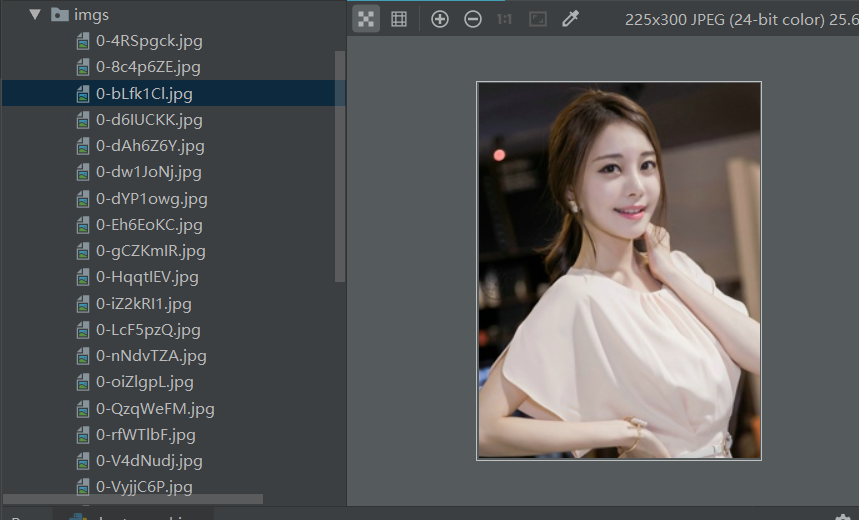 imgs
225x300 JPEG (24-bit color) 25.6
0-4RSpgck.jpg
0-8c4p6ZE.jpg
0-bLfk1Cl.jpg
0-d6IUCKK.jpg
0-dAh6Z6Y.jpg
0-dw1JoNj.jpg
0-dYP1owg.jpg
0-Eh6EoKC.jpg
0-gCZKmIR.jpg
0-HqqtIEV.jpg
0-iZ2kRI1.jpg
0-LcF5pzQ.jpg
0-nNdvTZA.jpg
0-oiZlgpL.jpg
0-QzqWeFM.jpg
0-rfWTlbF.jpg
0-V4dNudj.jpg
0-VyjjC6P.jpg
1:1